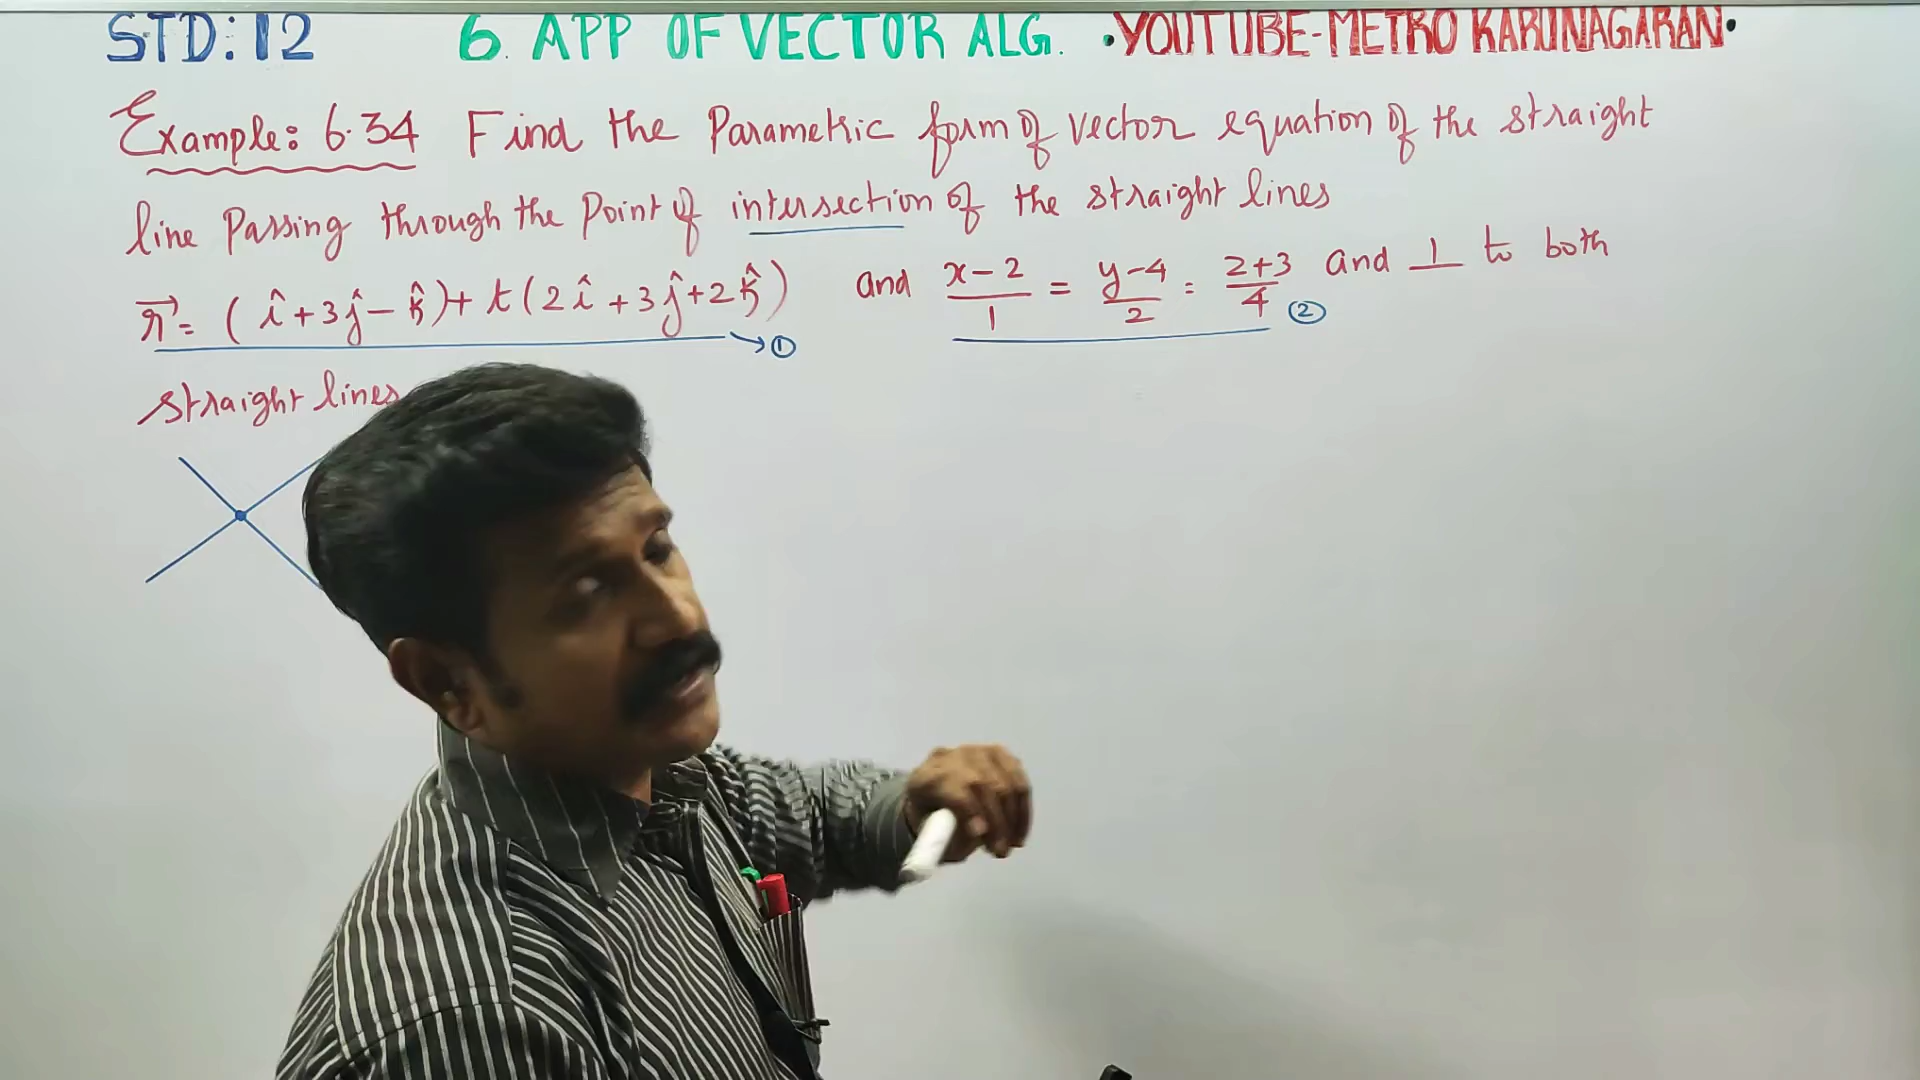 STD: 12 6. APP OF VECTOR ALG. •YOUTUBE-METRO KARUNAGARAN•
Example: 6.34 Find the Parametric form of Vector equation of the straight
line Passing through the Point of intersection of the straight lines
r⃗ = (î+3ĵ-k̂)+t(2î+3ĵ+2k̂) and x-2/1 = y-4/2 = z+3/4 and ⊥ to both
→① ②
straight lines